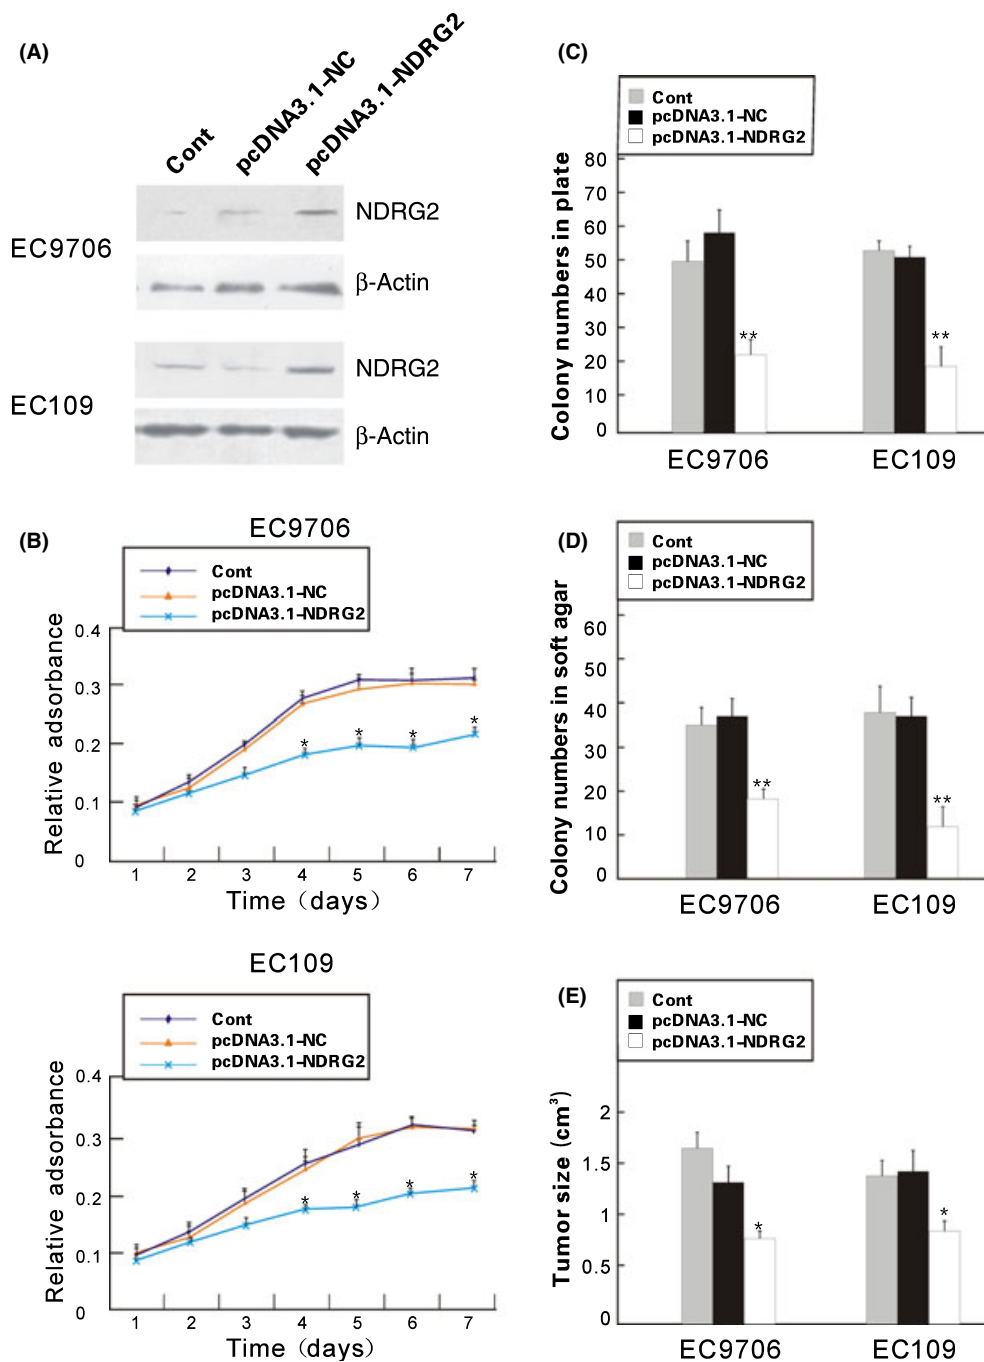 (A)
Cont
pcDNA3.1-NC
pcDNA3.1-NDRG2
EC9706
NDRG2
β-Actin
EC109
NDRG2
β-Actin
(B)
EC9706
Cont
pcDNA3.1-NC
pcDNA3.1-NDRG2
Relative adsorbance
0.4
0.3
0.2
0.1
0
* * * *
1 2 3 4 5 6 7
Time (days)
EC109
Cont
pcDNA3.1-NC
pcDNA3.1-NDRG2
Relative adsorbance
0.4
0.3
0.2
0.1
0
* * * *
1 2 3 4 5 6 7
Time (days)
(C)
Cont
pcDNA3.1-NC
pcDNA3.1-NDRG2
Colony numbers in plate
80
70
60
50
40
30
20
10
0
** **
EC9706 EC109
(D)
Cont
pcDNA3.1-NC
pcDNA3.1-NDRG2
Colony numbers in soft agar
60
50
40
30
20
10
0
** **
EC9706 EC109
(E)
Cont
pcDNA3.1-NC
pcDNA3.1-NDRG2
Tumor size (cm³)
2
1.5
1
0.5
0
* *
EC9706 EC109